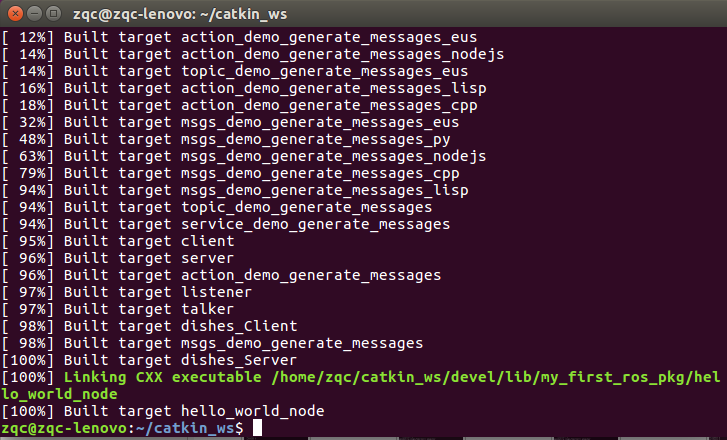 zqc@zqc-lenovo: ~/catkin_ws
[ 12%] Built target action_demo_generate_messages_eus
[ 14%] Built target action_demo_generate_messages_nodejs
[ 14%] Built target topic_demo_generate_messages_eus
[ 16%] Built target action_demo_generate_messages_lisp
[ 18%] Built target action_demo_generate_messages_cpp
[ 32%] Built target msgs_demo_generate_messages_eus
[ 48%] Built target msgs_demo_generate_messages_py
[ 63%] Built target msgs_demo_generate_messages_nodejs
[ 79%] Built target msgs_demo_generate_messages_cpp
[ 94%] Built target msgs_demo_generate_messages_lisp
[ 94%] Built target topic_demo_generate_messages
[ 94%] Built target service_demo_generate_messages
[ 95%] Built target client
[ 96%] Built target server
[ 96%] Built target action_demo_generate_messages
[ 97%] Built target listener
[ 97%] Built target talker
[ 98%] Built target dishes_Client
[ 98%] Built target msgs_demo_generate_messages
[100%] Built target dishes_Server
[100%] Linking CXX executable /home/zqc/catkin_ws/devel/lib/my_first_ros_pkg/hel
lo_world_node
[100%] Built target hello_world_node
zqc@zqc-lenovo:~/catkin_ws$